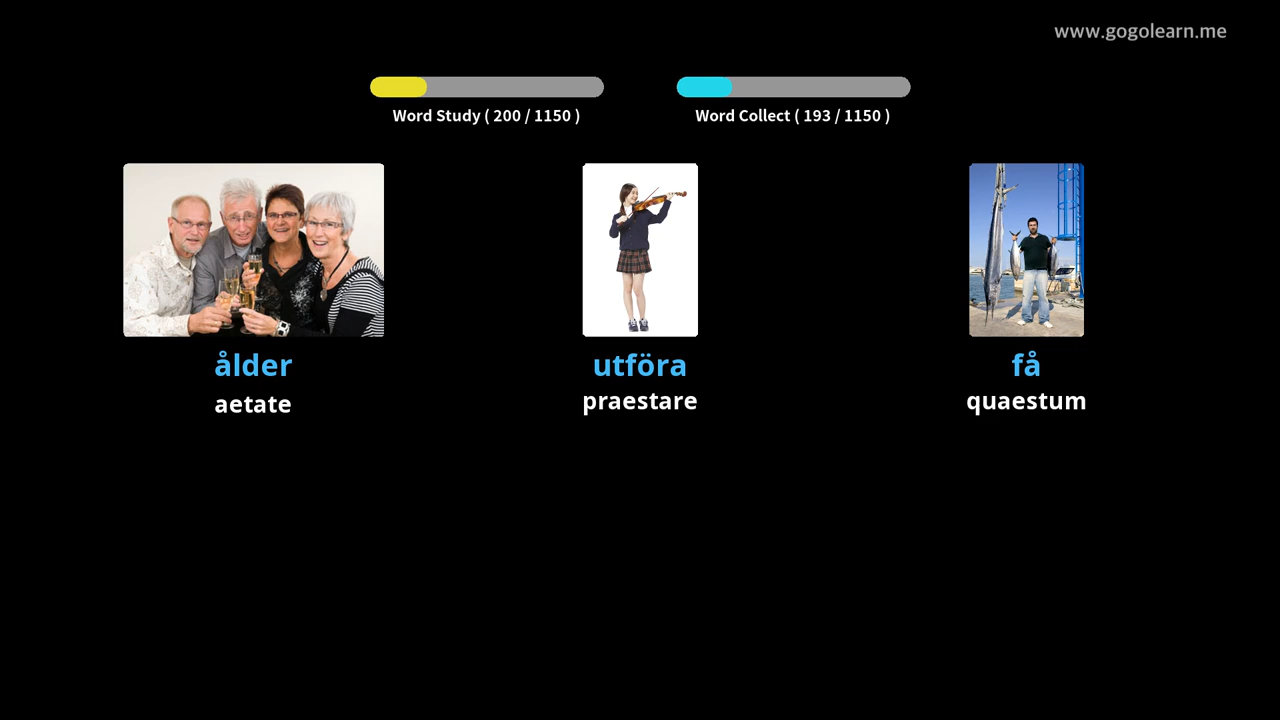 www.gogolearn.me
Word Study ( 200 / 1150 )
Word Collect ( 193 / 1150 )
ålder
utföra
få
aetate
praestare
quaestum